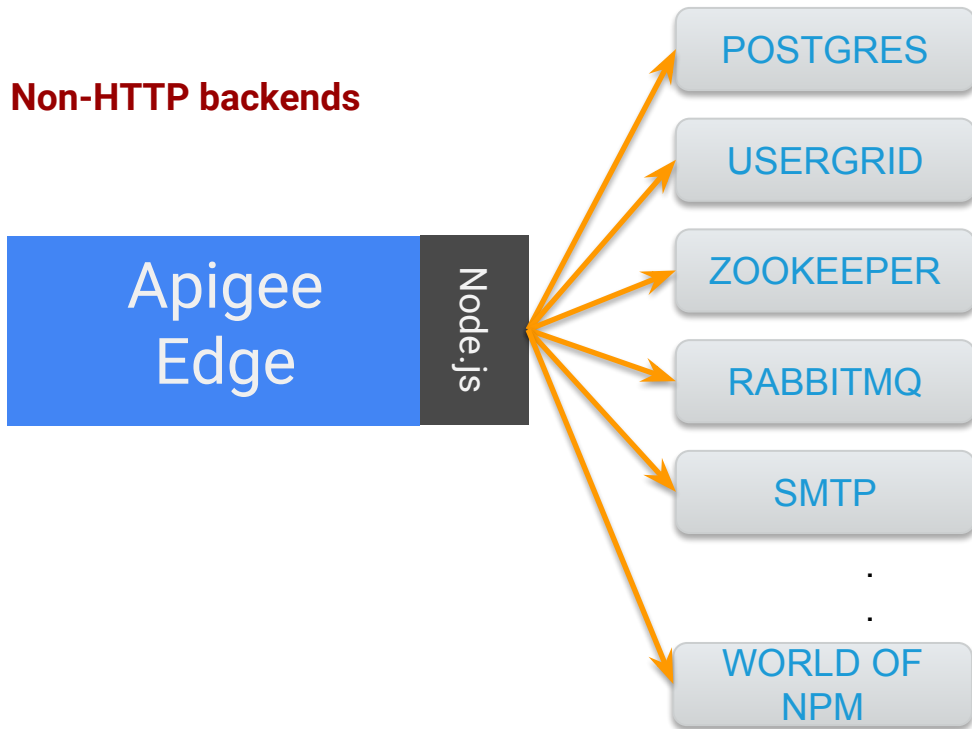 Non-HTTP backends
Apigee
Edge
Node.js
POSTGRES
USERGRID
ZOOKEEPER
RABBITMQ
SMTP
.
.
WORLD OF
NPM